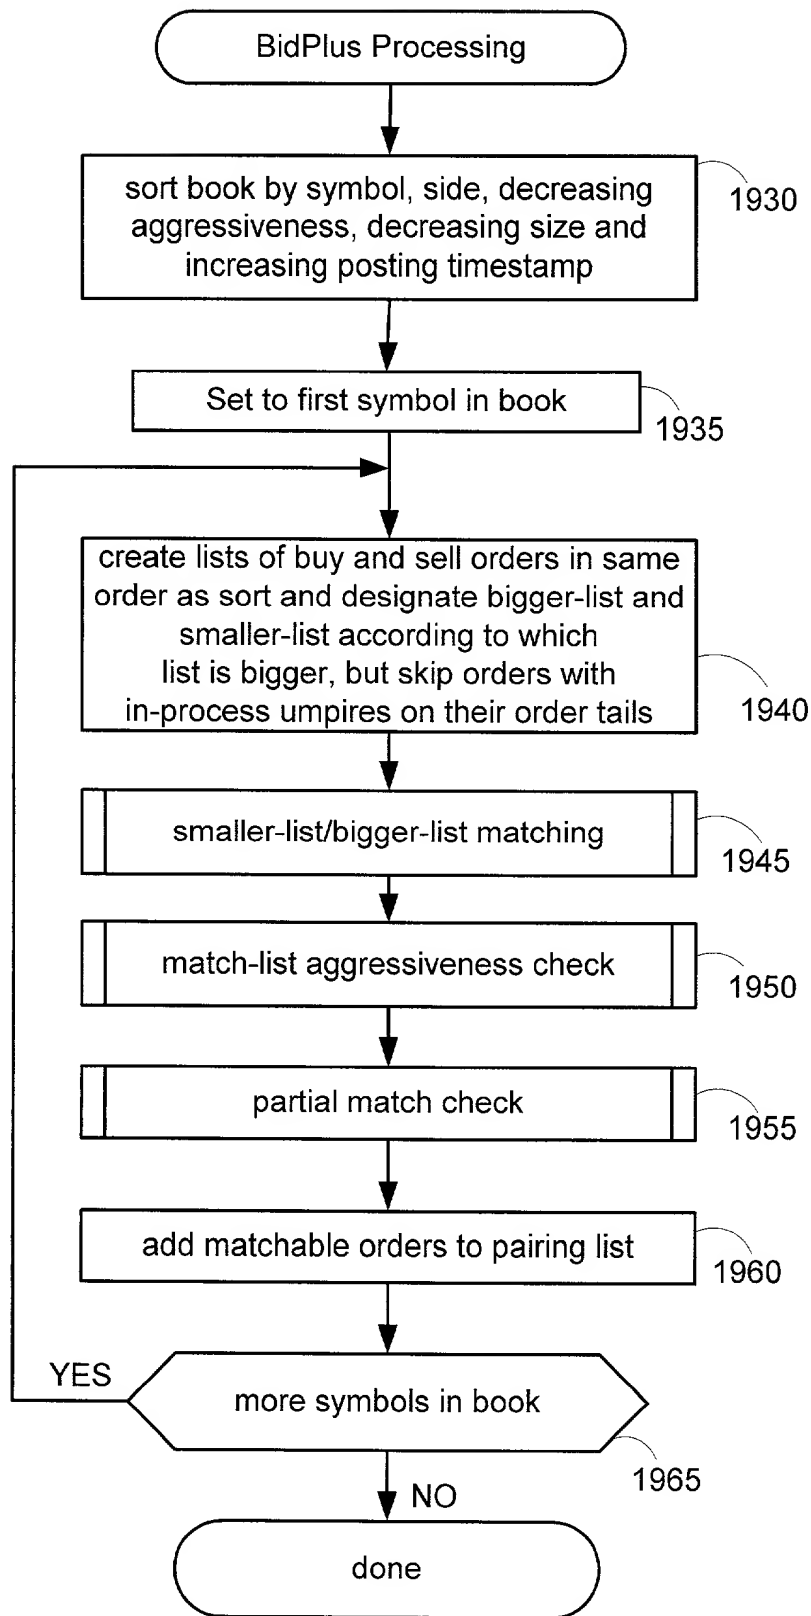 BidPlus Processing
sort book by symbol, side, decreasing
aggressiveness, decreasing size and
increasing posting timestamp
1930
Set to first symbol in book
1935
create lists of buy and sell orders in same
order as sort and designate bigger-list and
smaller-list according to which
list is bigger, but skip orders with
in-process umpires on their order tails
1940
smaller-list/bigger-list matching
1945
match-list aggressiveness check
1950
partial match check
1955
add matchable orders to pairing list
1960
YES
more symbols in book
1965
NO
done